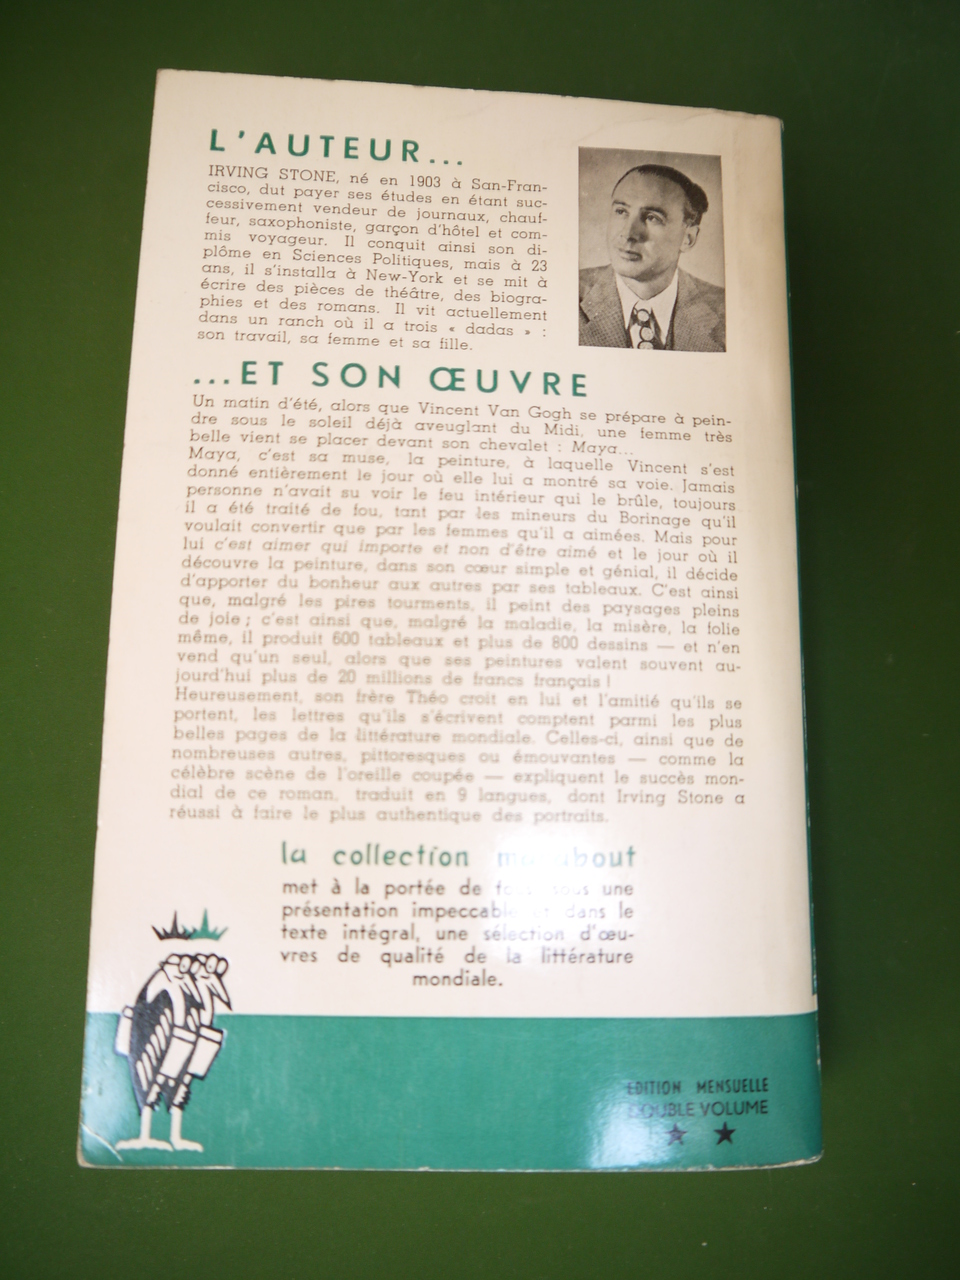 L'AUTEUR...
IRVING STONE, né en 1903 à San-Fran-
cisco, dut payer ses études en étant suc-
cessivement vendeur de journaux, chauf-
feur, saxophoniste, garçon d'hôtel et com-
mis voyageur. Il conquit ainsi son di-
plôme en Sciences Politiques, mais à 23
ans, il s'installa à New-York et se mit à
écrire des pièces de théâtre, des biogra-
phies et des romans. Il vit actuellement
dans un ranch où il a trois « dadas » :
son travail, sa femme et sa fille.
...ET SON ŒUVRE
Un matin d'été, alors que Vincent Van Gogh se prépare à pein-
dre sous le soleil déjà aveuglant du Midi, une femme très
belle vient se placer devant son chevalet : Maya...
Maya, c'est sa muse, la peinture, à laquelle Vincent s'est
donné entièrement le jour où elle lui a montré sa voie. Jamais
personne n'avait su voir le feu intérieur qui le brûle, toujours
il a été traité de fou, tant par les mineurs du Borinage qu'il
voulait convertir que par les femmes qu'il a aimées. Mais pour
lui c'est aimer qui importe et non d'être aimé et le jour où il
découvre la peinture, dans son cœur simple et génial, il décide
d'apporter du bonheur aux autres par ses tableaux. C'est ainsi
que, malgré les pires tourments, il peint des paysages pleins
de joie ; c'est ainsi que, malgré la maladie, la misère, la folie
même, il produit 600 tableaux et plus de 800 dessins — et n'en
vend qu'un seul, alors que ses peintures valent souvent au-
jourd'hui plus de 20 millions de francs français !
Heureusement, son frère Théo croit en lui et l'amitié qu'ils se
portent, les lettres qu'ils s'écrivent comptent parmi les plus
belles pages de la littérature mondiale. Celles-ci, ainsi que de
nombreuses autres, pittoresques ou émouvantes — comme la
célèbre scène de l'oreille coupée — expliquent le succès mon-
dial de ce roman, traduit en 9 langues, dont Irving Stone a
réussi à faire le plus authentique des portraits.
la collection marabout
met à la portée de sous une
présentation impeccable et dans le
texte intégral, une sélection d'œu-
vres de qualité de la littérature
mondiale.
EDITION MENSUELLE
DOUBLE VOLUME